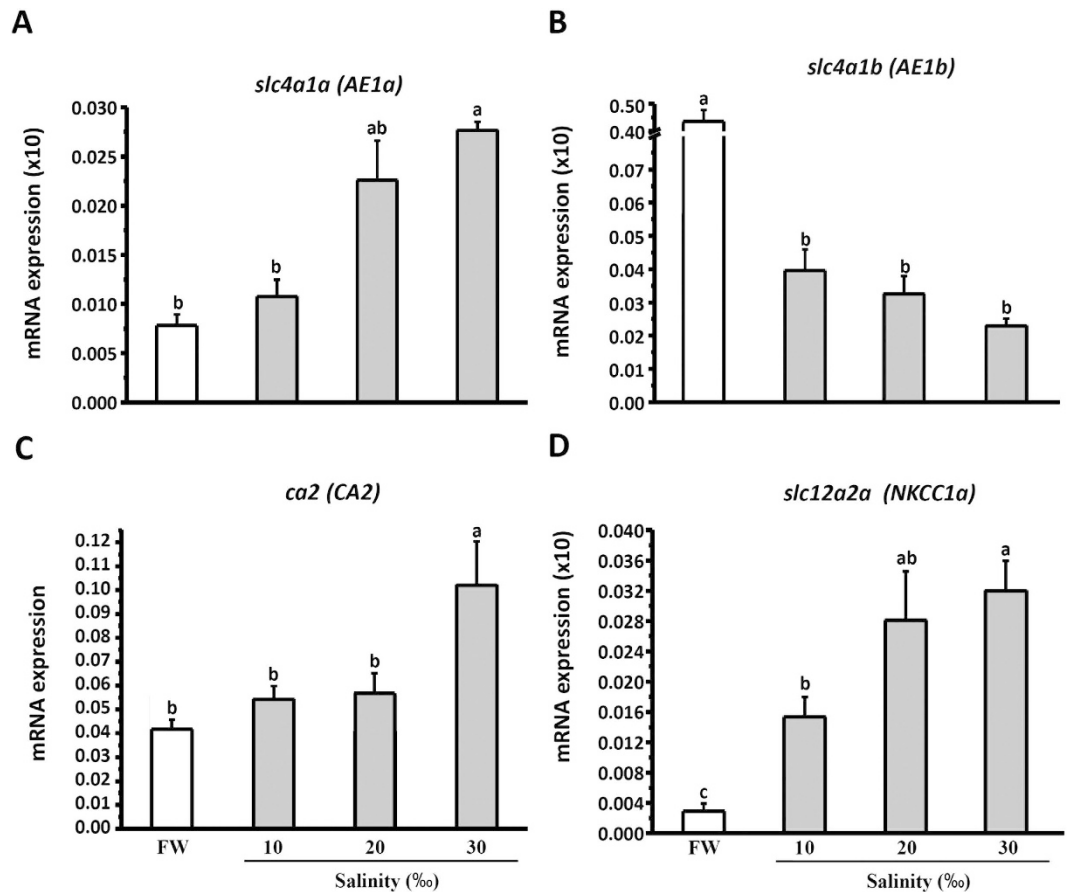 A
slc4a1a (AE1a)
mRNA expression (x10)
0.030
0.025
0.020
0.015
0.010
0.005
0.000
b
b
ab
a
B
slc4a1b (AE1b)
mRNA expression (x10)
0.50
0.40
0.07
0.06
0.05
0.04
0.03
0.02
0.01
0.00
a
b
b
b
C
ca2 (CA2)
mRNA expression
0.12
0.12
0.11
0.10
0.09
0.08
0.07
0.06
0.05
0.04
0.03
0.02
0.01
0.00
b
b
b
a
FW
10
20
30
Salinity (‰)
D
slc12a2a (NKCC1a)
mRNA expression (x10)
0.040
0.036
0.032
0.028
0.024
0.020
0.016
0.012
0.008
0.004
0.000
c
b
ab
a
FW
10
20
30
Salinity (‰)